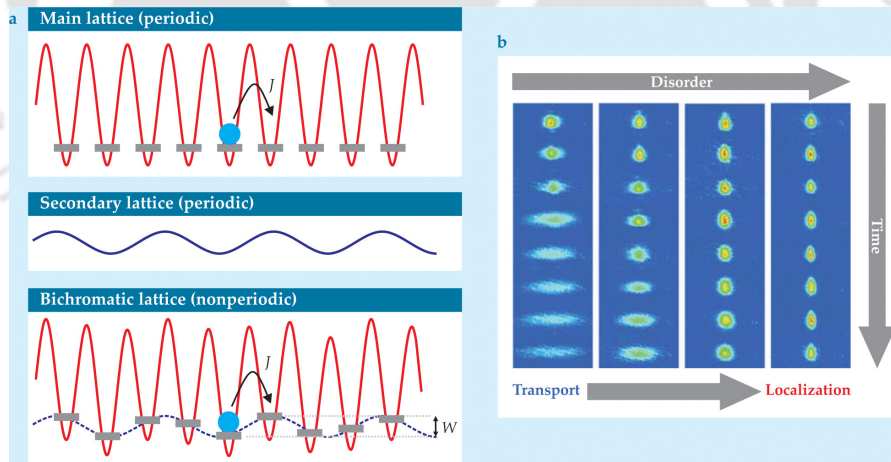 a
Main lattice (periodic)
J
Secondary lattice (periodic)
Bichromatic lattice (nonperiodic)
J
W
b
Disorder
Time
Transport
Localization